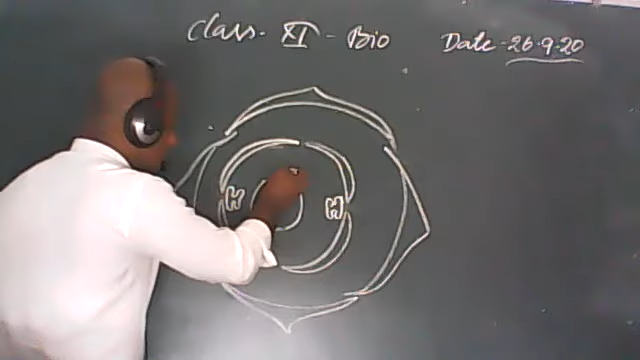 Class - XI - Bio
Date - 26.9.20
H H